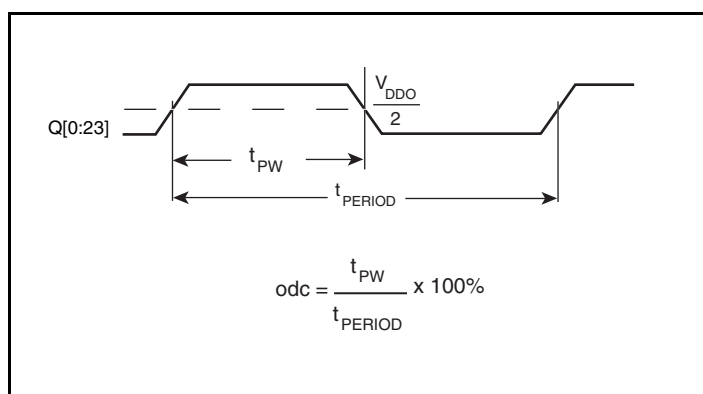 V_DDO
2
Q[0:23]
t_PW
t_PERIOD
odc = t_PW / t_PERIOD x 100%